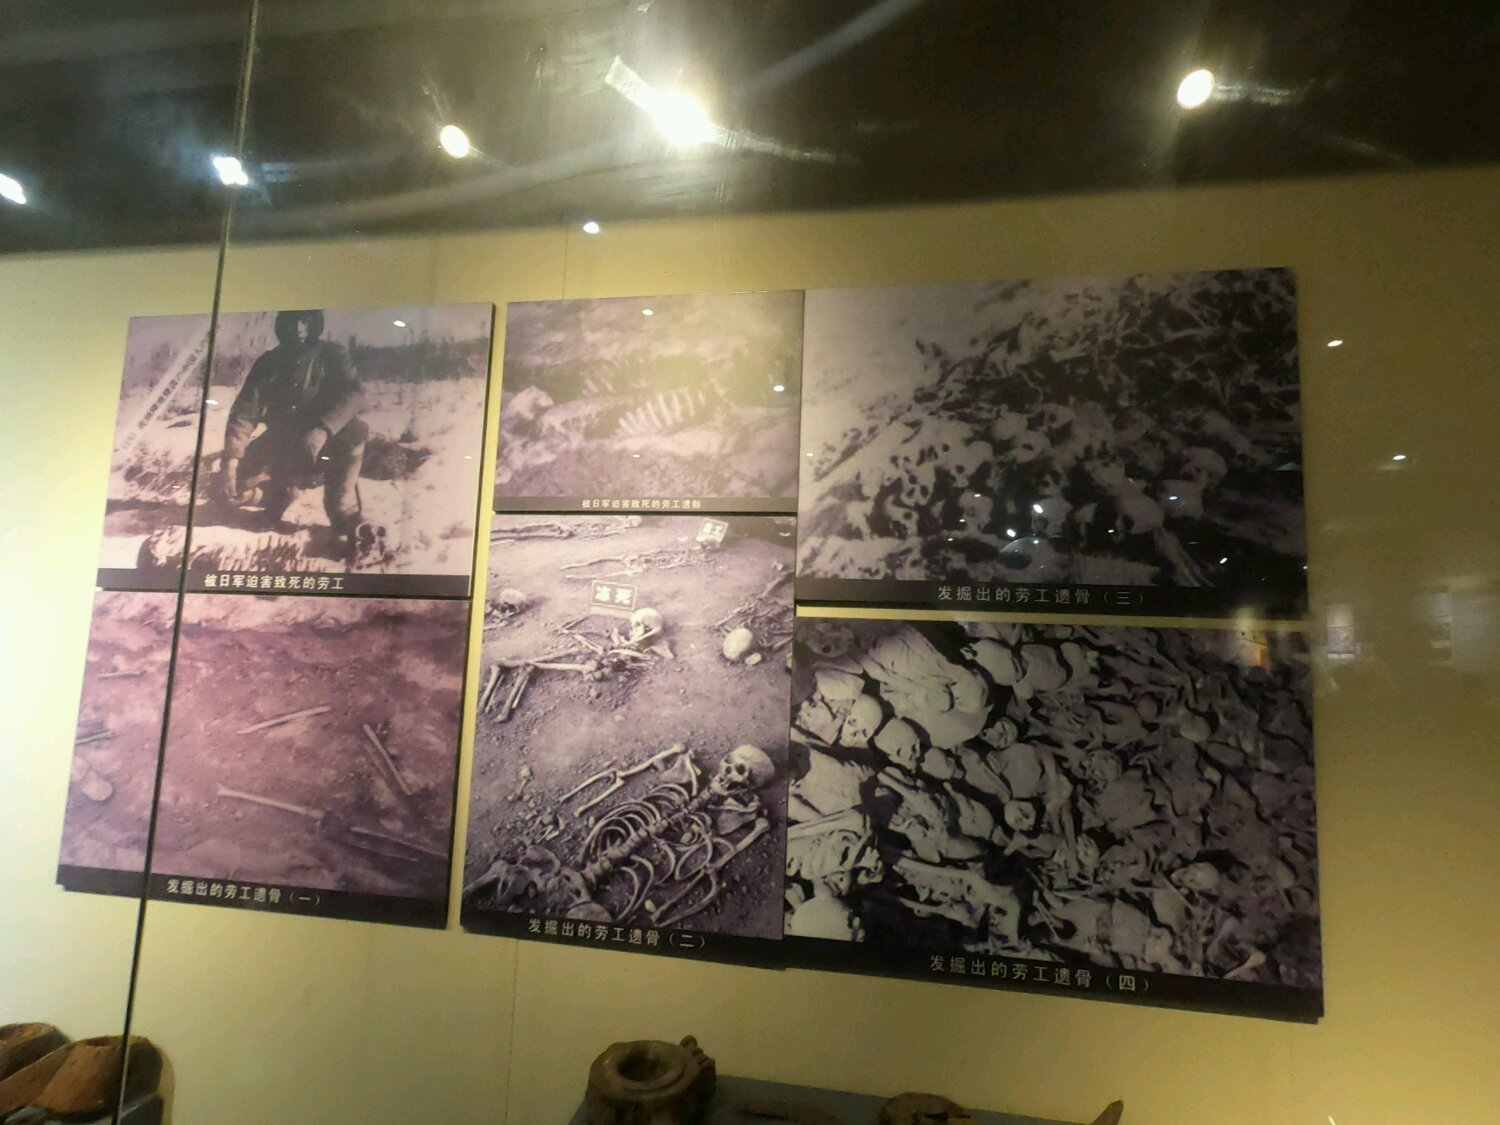 被日军迫害致死的劳工
被日军迫害致死的劳工遗骸
发掘出的劳工遗骨（三）
冻死
发掘出的劳工遗骨（一）
发掘出的劳工遗骨（二）
发掘出的劳工遗骨（四）